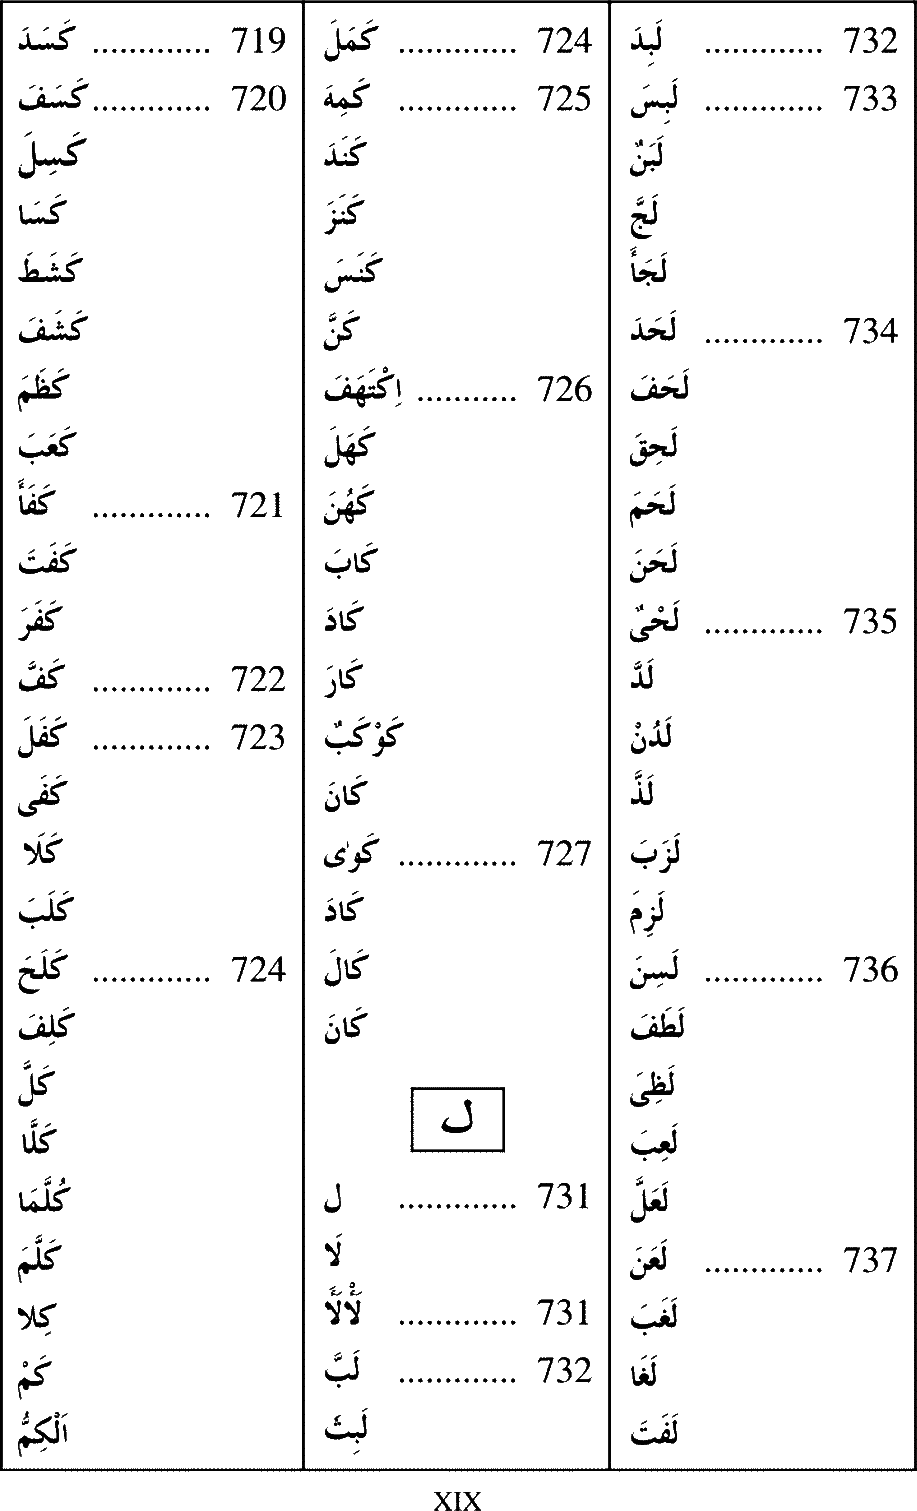 كَسَدَ ............. 719
كَسَفَ ............. 720
كَسِلَ
كَسَا
كَشَطَ
كَشَفَ
كَظَمَ
كَعَبَ
كَفَأَ ............. 721
كَفَتَ
كَفَرَ
كَفَّ ............. 722
كَفَلَ ............. 723
كَفَى
كَلَا
كَلَبَ
كَلَحَ ............. 724
كَلِفَ
كَلَّ
كَلَّا
كُلَّمَا
كَلَّمَ
كِلا
كَمْ
اَلْكِمُّ
كَمَلَ ............. 724
كَمِهَ ............. 725
كَنَدَ
كَنَزَ
كَنَسَ
كَنَّ
اِكْتَهَفَ ........... 726
كَهَلَ
كَهُنَ
كَابَ
كَادَ
كَارَ
كَوْكَبٌ
كَانَ
كَوٰى ............. 727
كَادَ
كَالَ
كَانَ
ل
ل ............. 731
لَا
لَأْلَأَ ............. 731
لَبَّ ............. 732
لَبِثَ
لَبِدَ ............. 732
لَبِسَ ............. 733
لَبَنٌ
لَجَّ
لَجَأَ
لَحَدَ ............. 734
لَحَفَ
لَحِقَ
لَحَمَ
لَحَنَ
لَحْىٌ ............. 735
لَدَّ
لَدُنْ
لَذَّ
لَزَبَ
لَزِمَ
لَسِنَ ............. 736
لَطَفَ
لَظِىَ
لَعِبَ
لَعَلَّ
لَعَنَ ............. 737
لَغَبَ
لَغَا
لَفَتَ
XIX